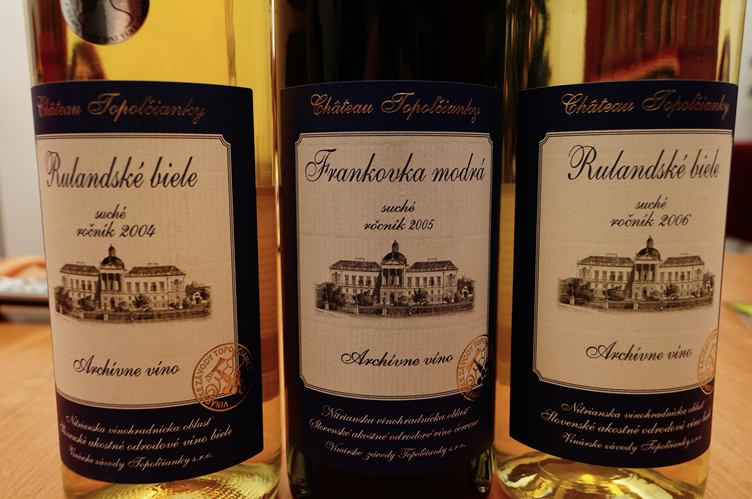 Château Topoľčianky
Rulandské biele
suché
ročník 2004
Archívne víno
Nitrianska vinohradnícka oblasť
Slovenské akostné odrodové víno biele
Vinárske závody Topoľčianky s.r.o.
Château Topoľčianky
Frankovka modrá
suché
ročník 2005
Archívne víno
Nitrianska vinohradnícka oblasť
Slovenské akostné odrodové víno červené
Vinárske závody Topoľčianky s.r.o.
Château Topoľčianky
Rulandské biele
suché
ročník 2006
Archívne víno
Nitrianska vinohradnícka oblasť
Slovenské akostné odrodové víno
Vinárske závody Topoľčianky s.r.o.